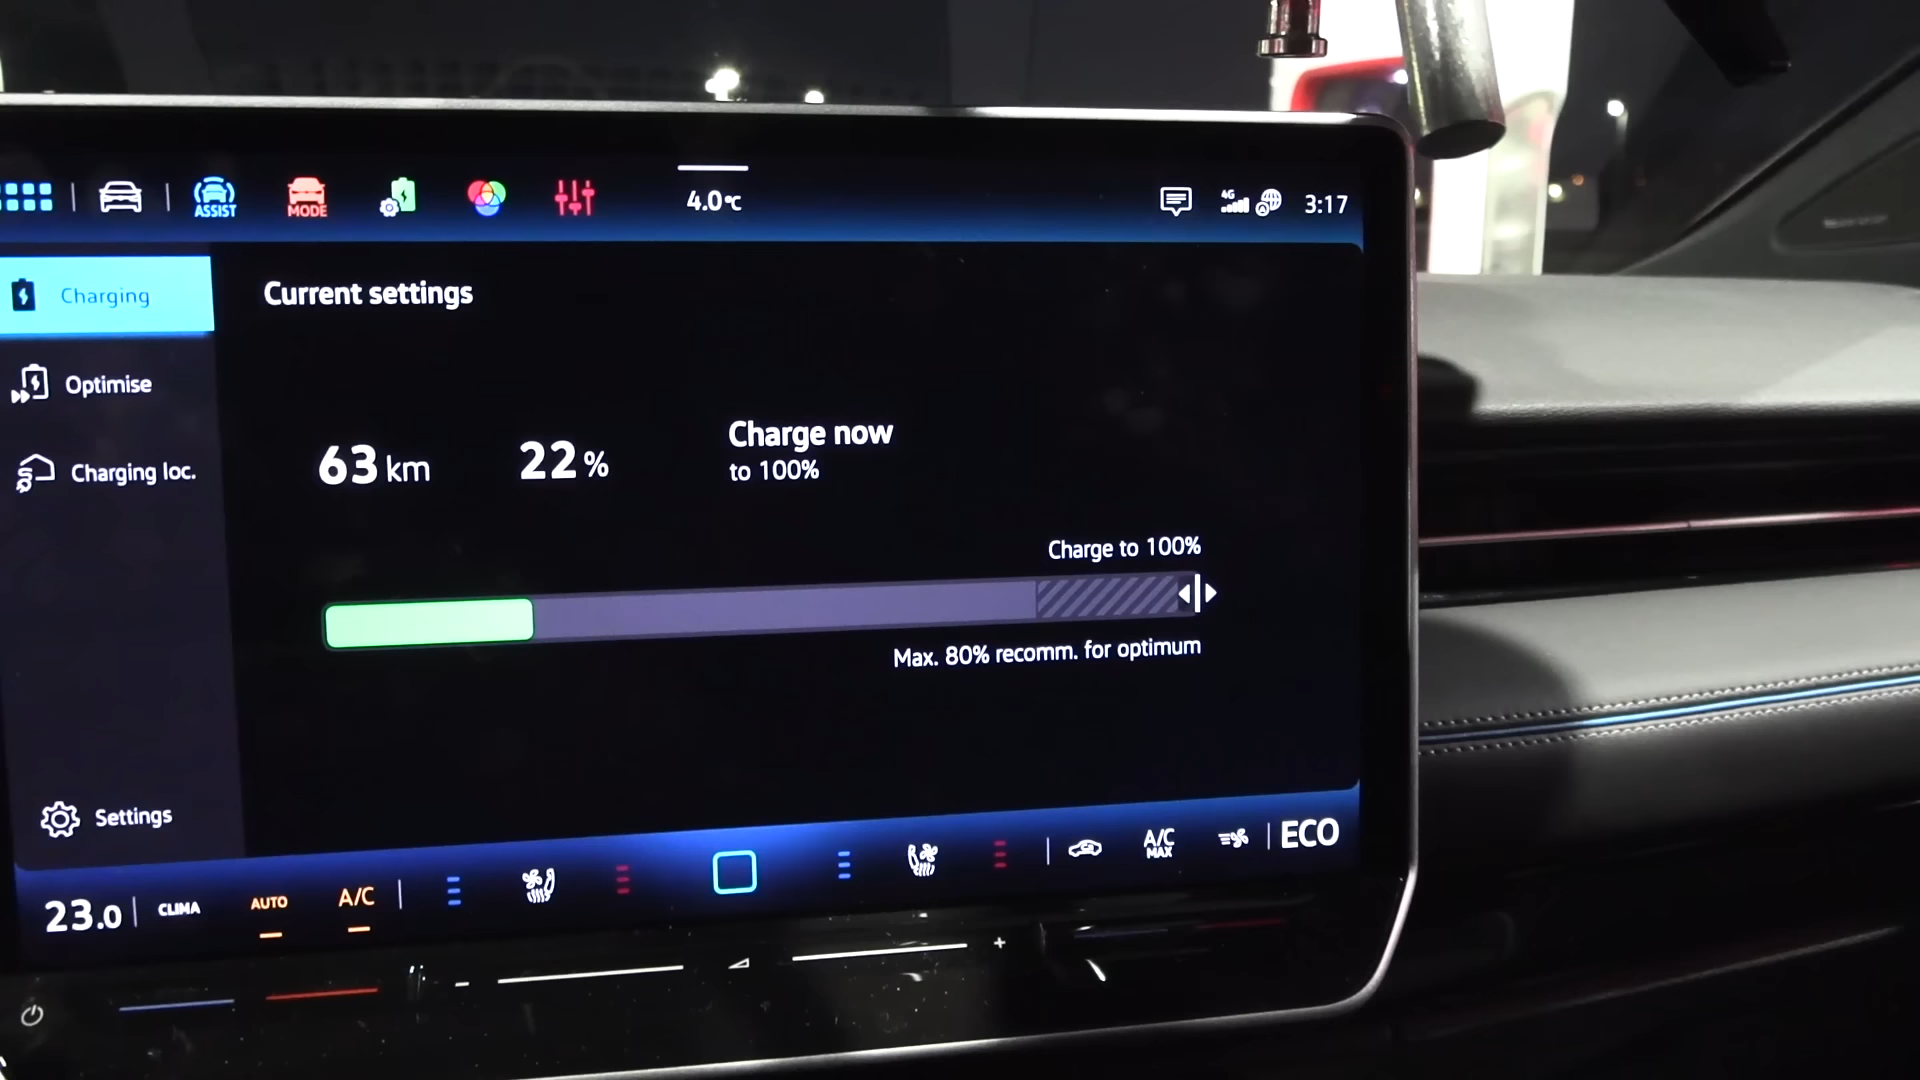 ASSIST
MODE
4.0°C
4G
3:17
Charging
Current settings
Optimise
63 km
22 %
Charge now
to 100%
Charging loc.
Charge to 100%
Max. 80% recomm. for optimum
Settings
23.0
CLIMA
AUTO
A/C
A/C
MAX
ECO
- +